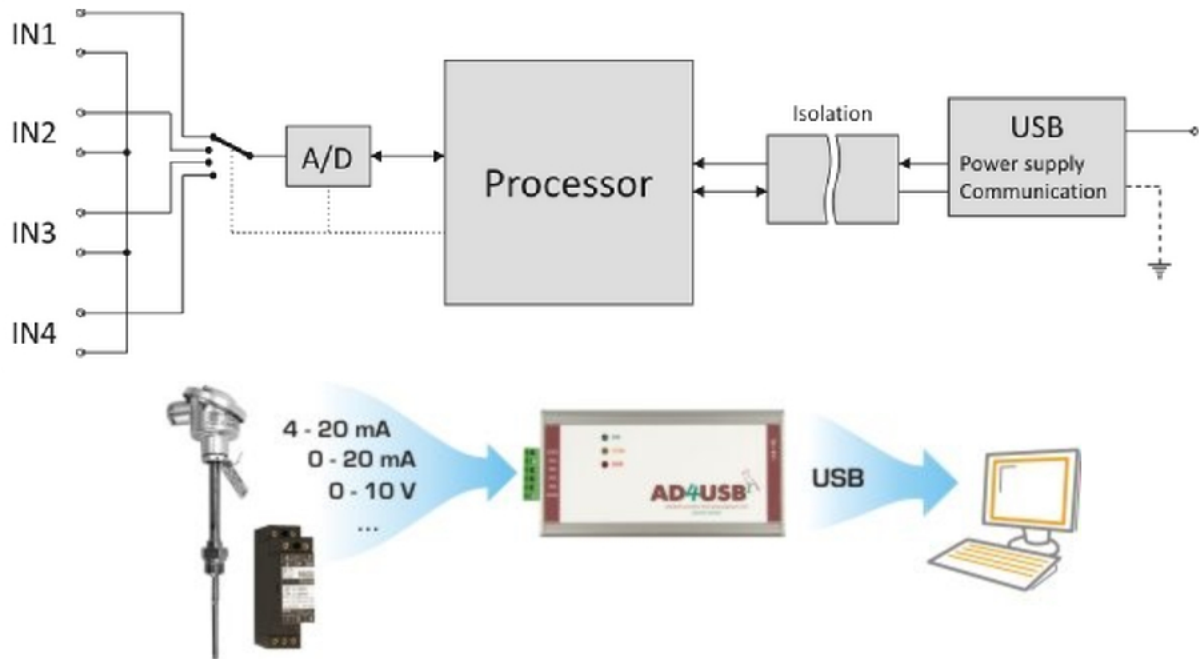 IN1
IN2
IN3
IN4
A/D
Processor
Isolation
USB
Power supply
Communication
4 - 20 mA
0 - 20 mA
0 - 10 V
...
AD4USB
USB